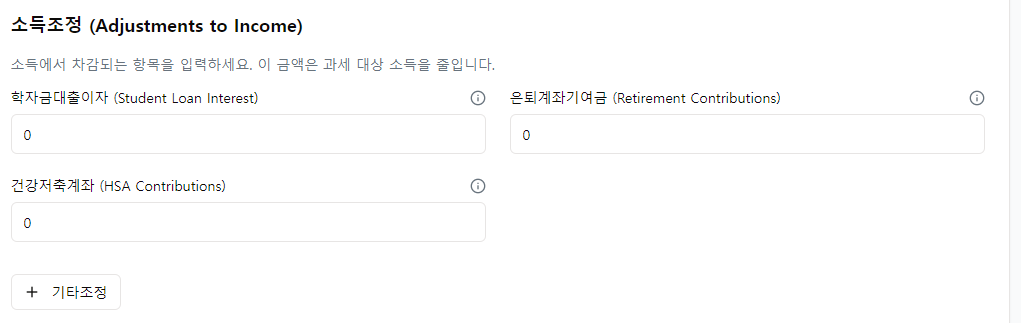 소득조정 (Adjustments to Income)
소득에서 차감되는 항목을 입력하세요. 이 금액은 과세 대상 소득을 줄입니다.
학자금대출이자 (Student Loan Interest)
은퇴계좌기여금 (Retirement Contributions)
0
0
건강저축계좌 (HSA Contributions)
0
+ 기타조정